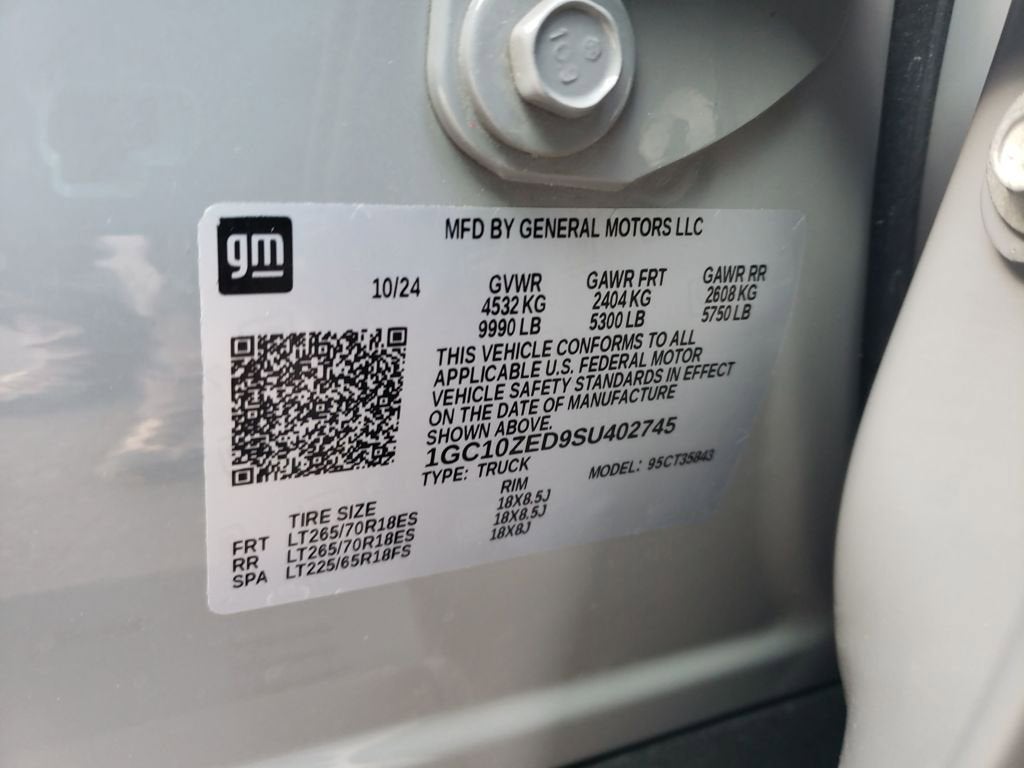 gm
MFD BY GENERAL MOTORS LLC
10/24
GVWR GAWR FRT GAWR RR
4532 KG 2404 KG 2608 KG
9990 LB 5300 LB 5750 LB
THIS VEHICLE CONFORMS TO ALL
APPLICABLE U.S. FEDERAL MOTOR
VEHICLE SAFETY STANDARDS IN EFFECT
ON THE DATE OF MANUFACTURE
SHOWN ABOVE.
1GC10ZED9SU402745
TYPE: TRUCK MODEL: 95CT35843
TIRE SIZE RIM
FRT LT265/70R18ES 18X8.5J
RR LT265/70R18ES 18X8.5J
SPA LT225/65R18FS 18X8J